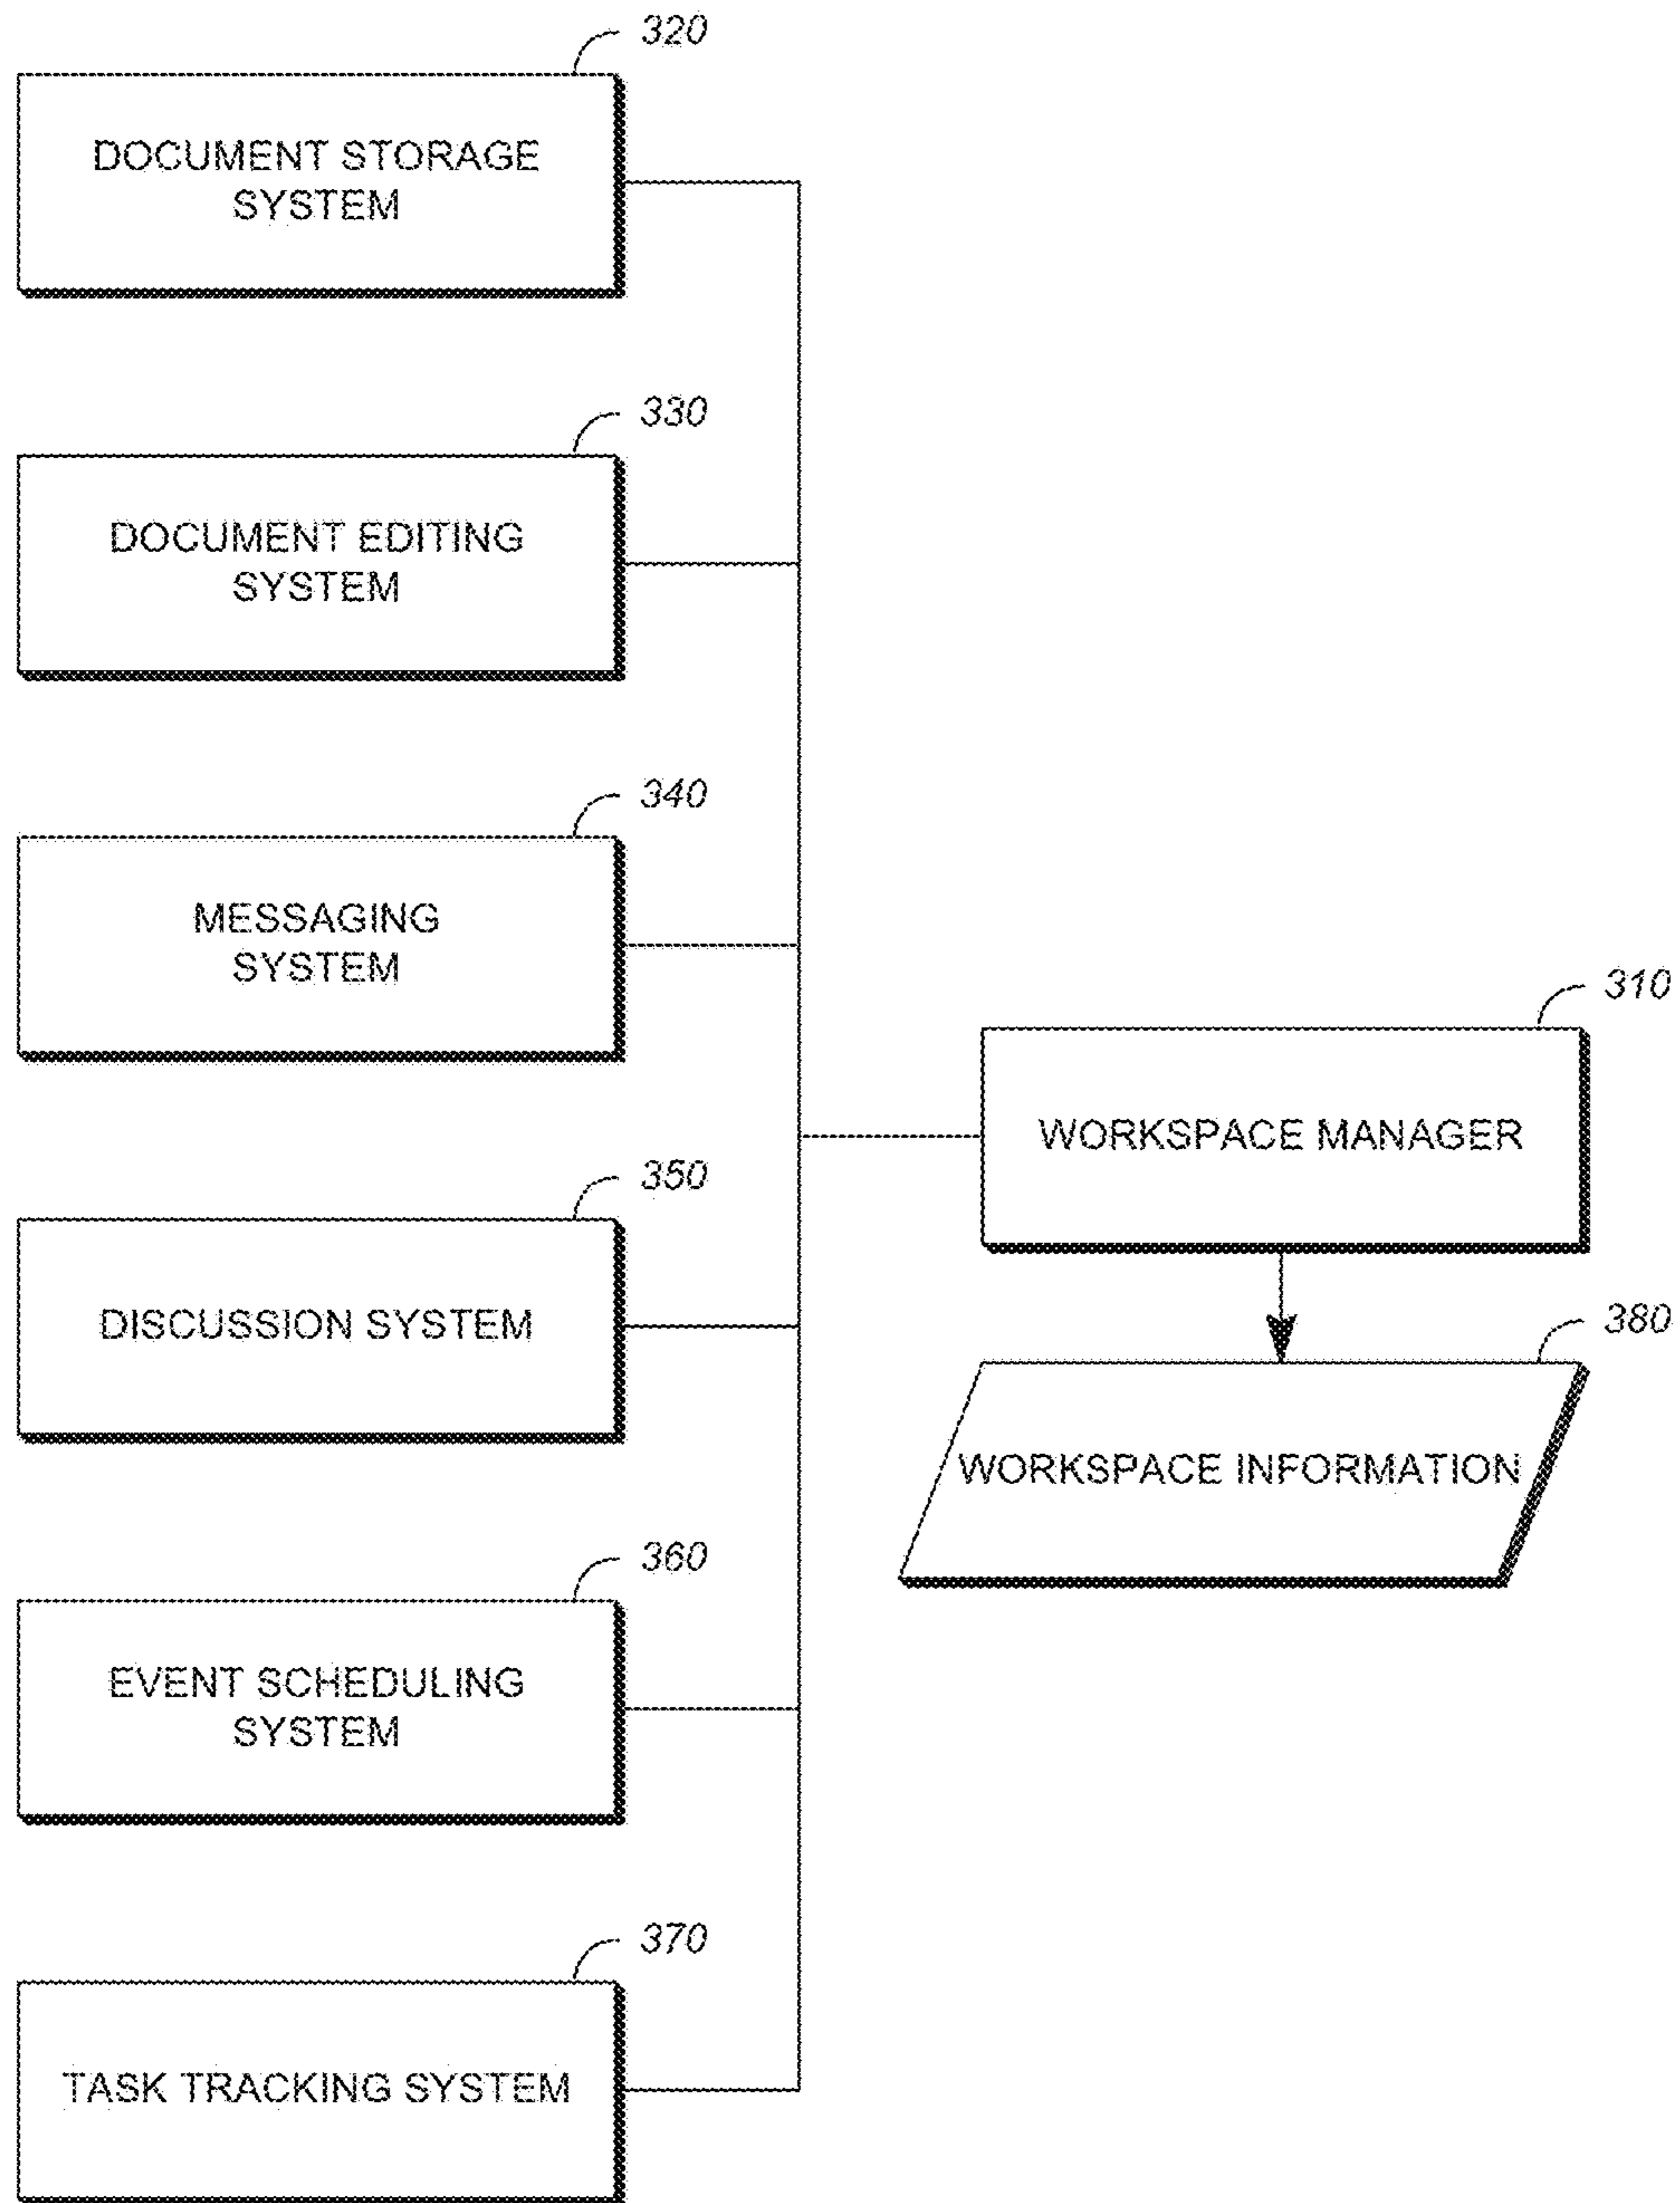 320
DOCUMENT STORAGE
SYSTEM
330
DOCUMENT EDITING
SYSTEM
340
MESSAGING
SYSTEM
310
WORKSPACE MANAGER
350
DISCUSSION SYSTEM
380
WORKSPACE INFORMATION
360
EVENT SCHEDULING
SYSTEM
370
TASK TRACKING SYSTEM